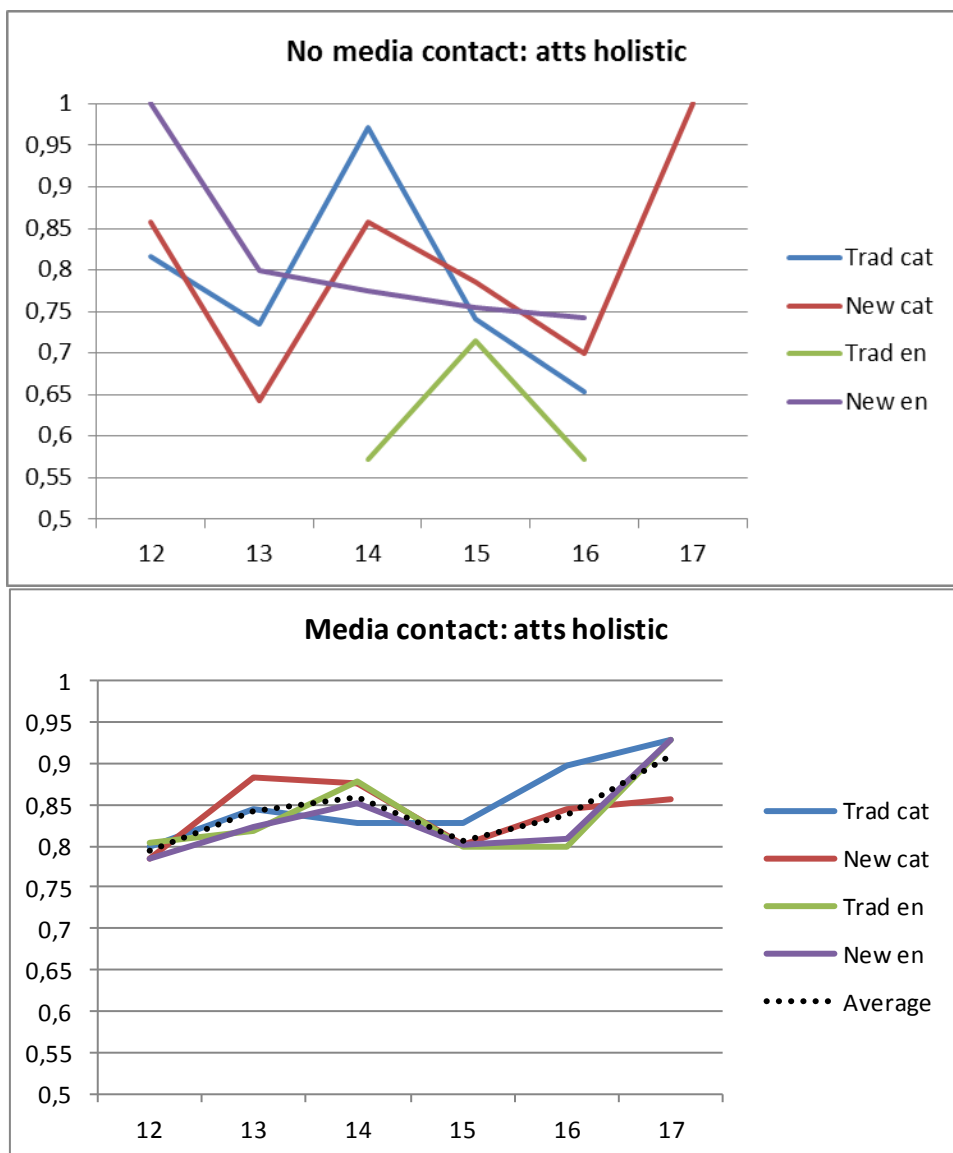 No media contact: atts holistic
1
0,95
0,9
0,85
0,8
0,75
0,7
0,65
0,6
0,55
0,5
12 13 14 15 16 17
Trad cat
New cat
Trad en
New en
Media contact: atts holistic
1
0,95
0,9
0,85
0,8
0,75
0,7
0,65
0,6
0,55
0,5
12 13 14 15 16 17
Trad cat
New cat
Trad en
New en
Average